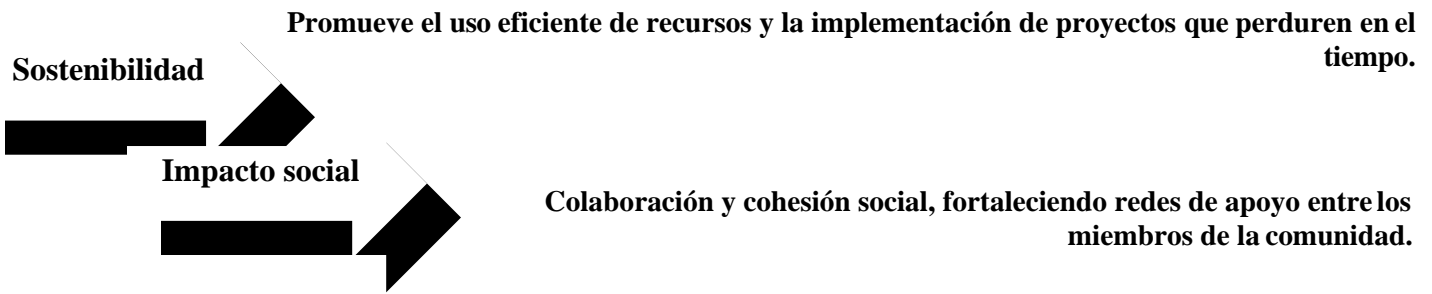 Promueve el uso eficiente de recursos y la implementación de proyectos que perduren en el
tiempo.
Sostenibilidad
Impacto social
Colaboración y cohesión social, fortaleciendo redes de apoyo entre los
miembros de la comunidad.